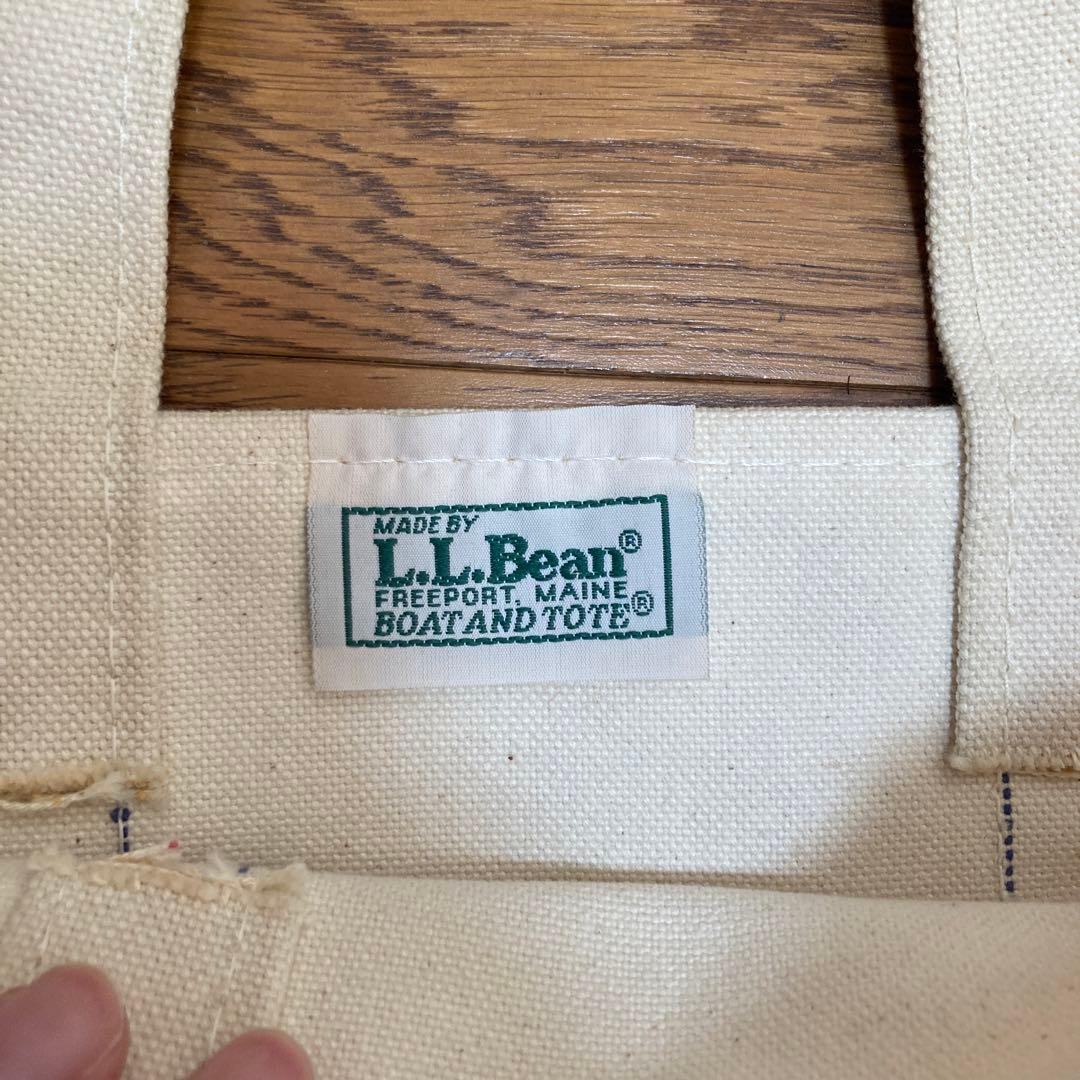 MADE BY
L.L.Bean®
FREEPORT, MAINE
BOAT AND TOTE®